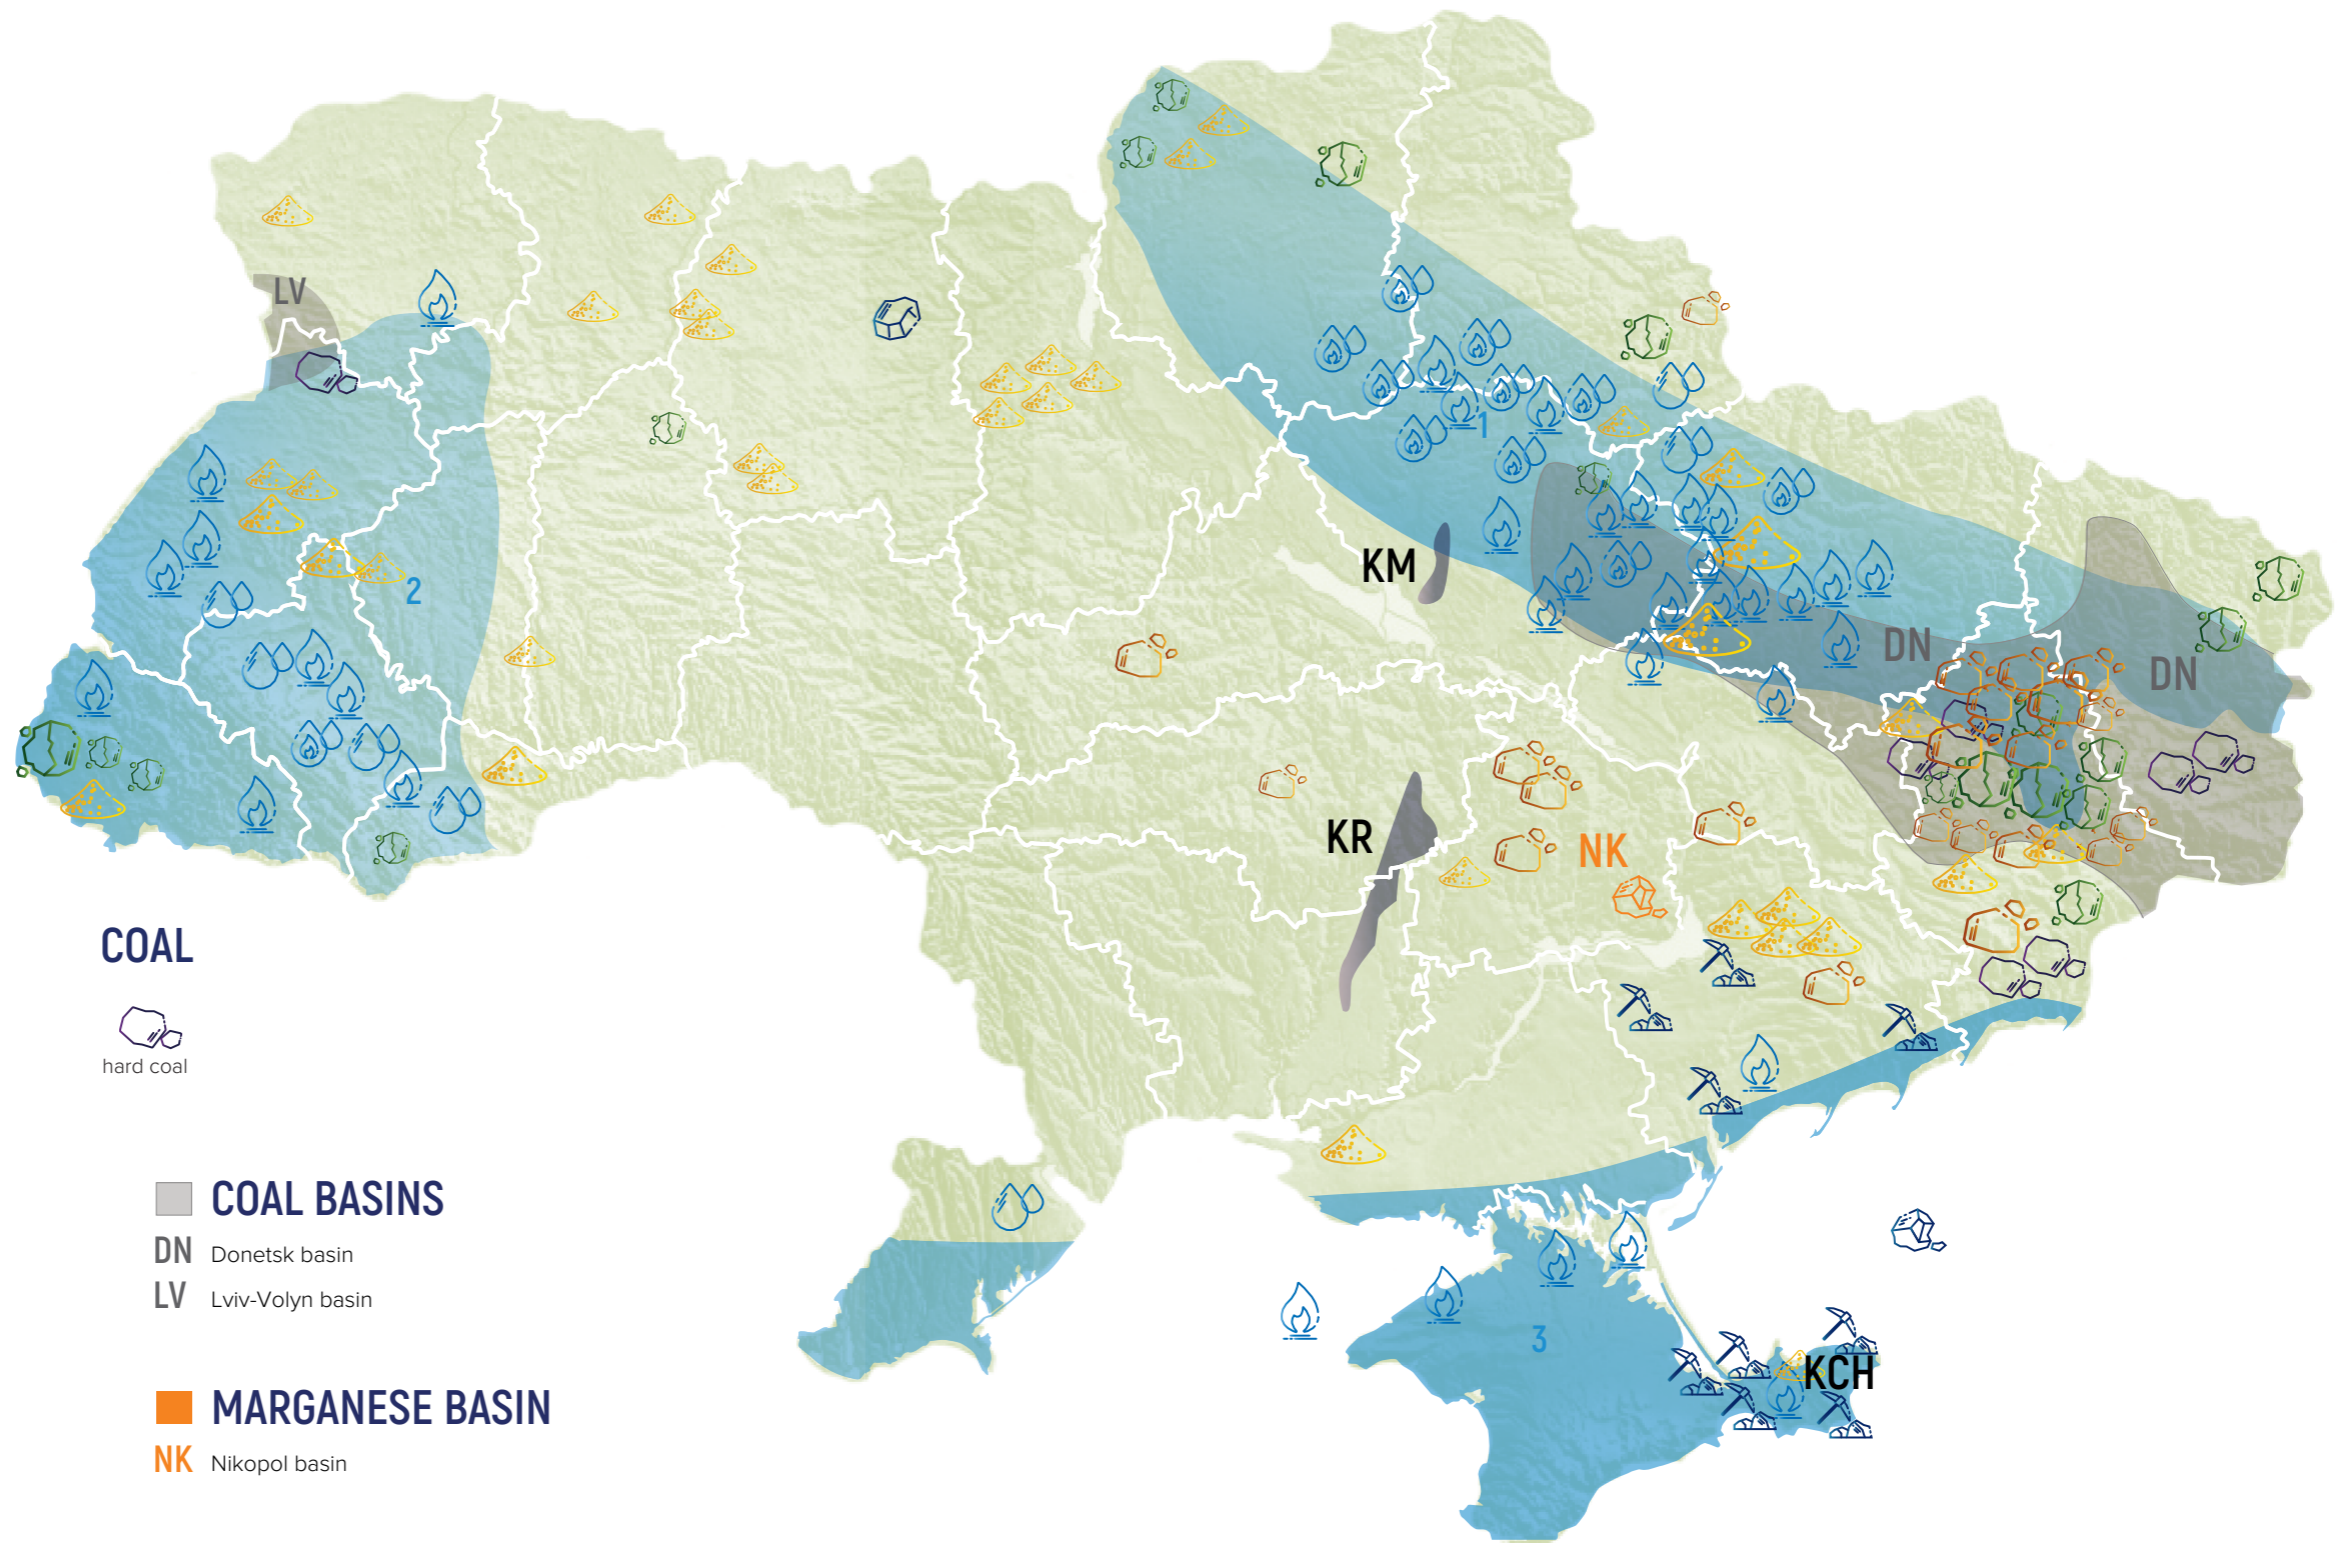 LV
1
KM
2
DN
DN
KR
NK
COAL
hard coal
COAL BASINS
DN Donetsk basin
LV Lviv-Volyn basin
3
KCH
MARGANESE BASIN
NK Nikopol basin